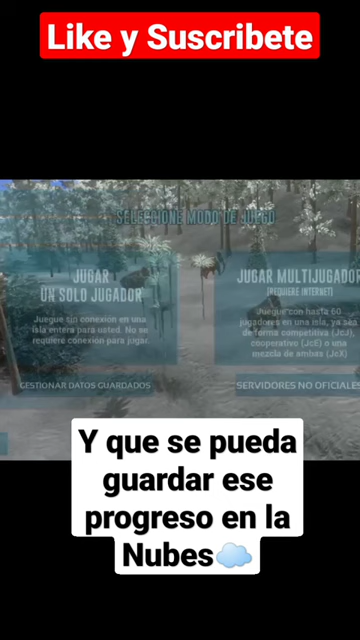 Like y Suscribete
SELECCIONE MODO DE JUEGO
JUGAR
UN SOLO JUGADOR
Juegue sin conexión en una
isla entera para usted. No se
requiere conexión para jugar.
GESTIONAR DATOS GUARDADOS
JUGAR MULTIJUGADOR
(REQUIERE INTERNET)
Juegue con hasta 60
jugadores en una isla, ya sea
de forma competitiva (JcJ),
cooperativo (JcE) o una
mezcla de ambas (JcX)
SERVIDORES NO OFICIALES
Y que se pueda
guardar ese
progreso en la
Nubes☁️